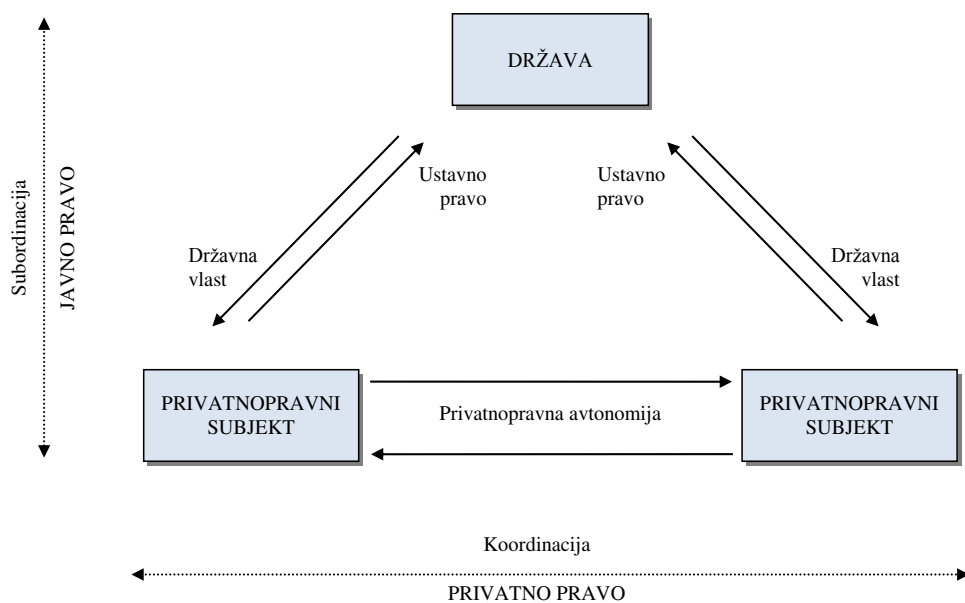 DRŽAVA
Subordinacija
JAVNO PRAVO
Ustavno
pravo
Ustavno
pravo
Državna
vlast
Državna
vlast
PRIVATNOPRAVNI
SUBJEKT
Privatnopravna avtonomija
PRIVATNOPRAVNI
SUBJEKT
Koordinacija
PRIVATNO PRAVO